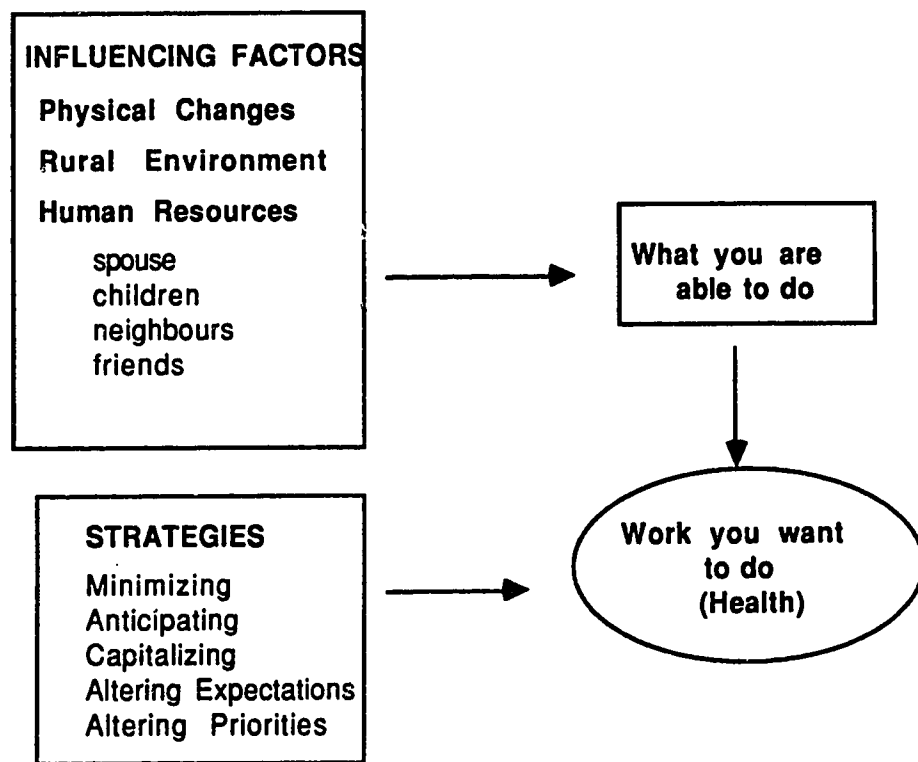 INFLUENCING FACTORS
Physical Changes
Rural Environment
Human Resources
spouse
children
neighbours
friends
What you are
able to do
STRATEGIES
Minimizing
Anticipating
Capitalizing
Altering Expectations
Altering Priorities
Work you want
to do
(Health)